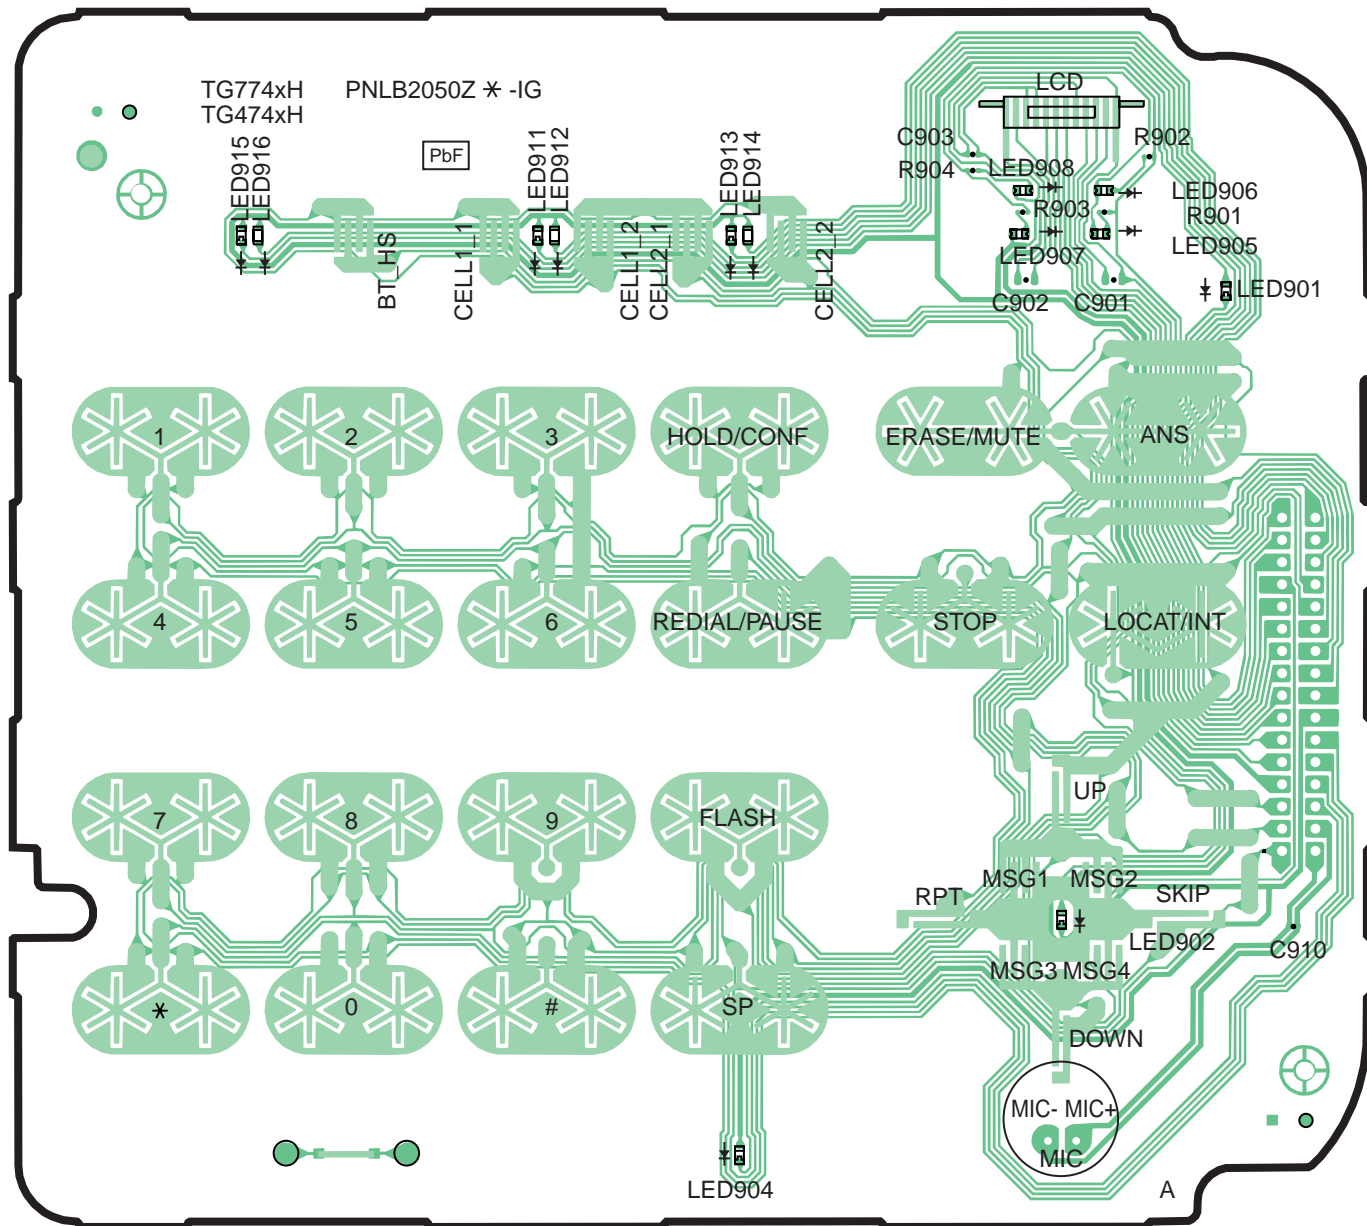 TG774xH PNLB2050Z * -IG
TG474xH
LCD
PbF
C903
R902
R904
LED908
LED915
LED916
LED911
LED912
LED913
LED914
LED906
R903
R901
LED907
LED905
BT_HS
CELL1_1
CELL1_2
CELL2_1
CELL2_2
C902
C901
LED901
1
2
3
HOLD/CONF
ERASE/MUTE
ANS
4
5
6
REDIAL/PAUSE
STOP
LOCAT/INT
UP
7
8
9
FLASH
MSG1
MSG2
RPT
SKIP
LED902
C910
MSG3
MSG4
*
0
#
SP
DOWN
MIC- MIC+
MIC
LED904
A